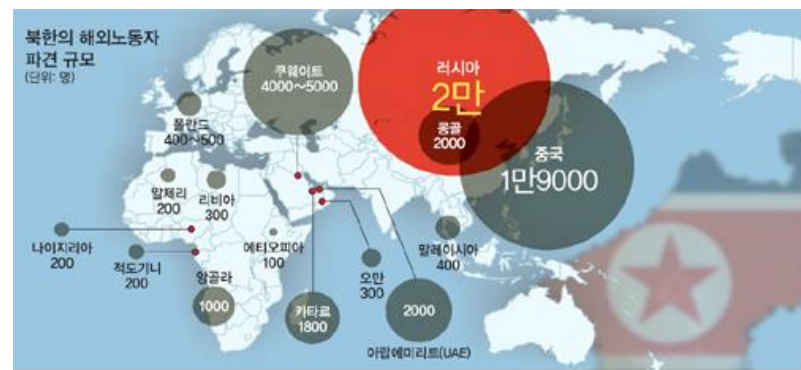 북한의 해외노동자
파견 규모
(단위: 명)
쿠웨이트
4000~5000
러시아
2만
몽골
2000
중국
1만9000
폴란드
400~500
알제리
200
리비아
300
나이지리아
200
적도기니
200
에티오피아
100
앙골라
1000
카타르
1800
오만
300
2000
아랍에미리트(UAE)
말레이시아
400